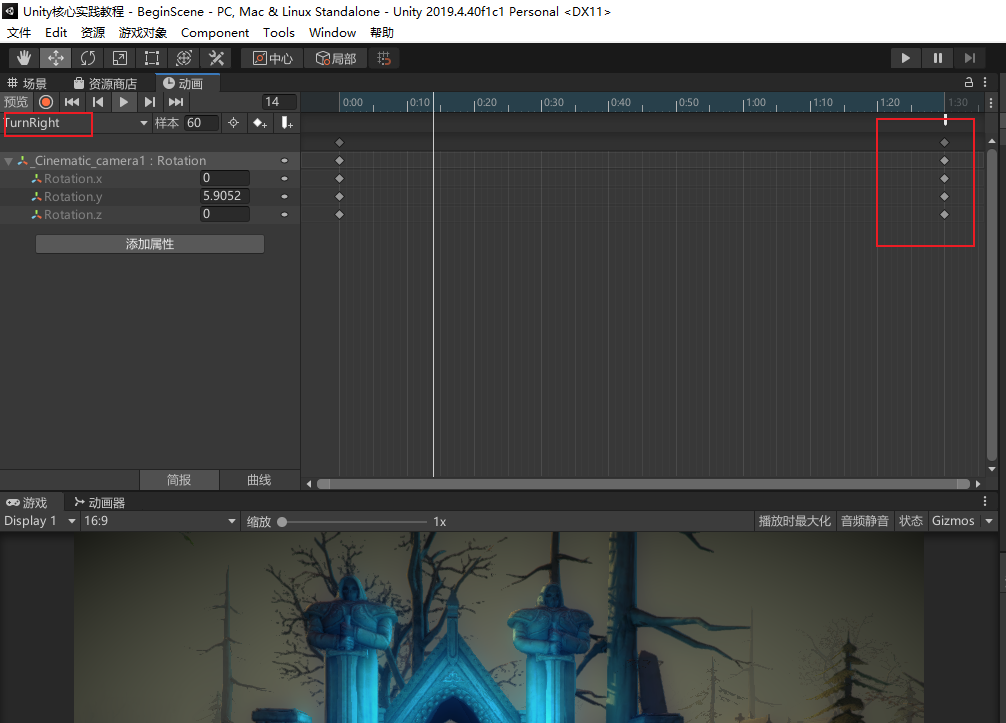 Unity核心实践教程 - BeginScene - PC, Mac & Linux Standalone - Unity 2019.4.40f1c1 Personal <DX11>
文件 Edit 资源 游戏对象 Component Tools Window 帮助
中心 局部
场景 资源商店 动画
预览 14 0:00 0:10 0:20 0:30 0:40 0:50 1:00 1:10 1:20 1:30
TurnRight 样本 60
_Cinematic_camera1 : Rotation
Rotation.x 0
Rotation.y 5.9052
Rotation.z 0
添加属性
简报 曲线
游戏 动画器
Display 1 16:9 缩放 1x 播放时最大化 音频静音 状态 Gizmos